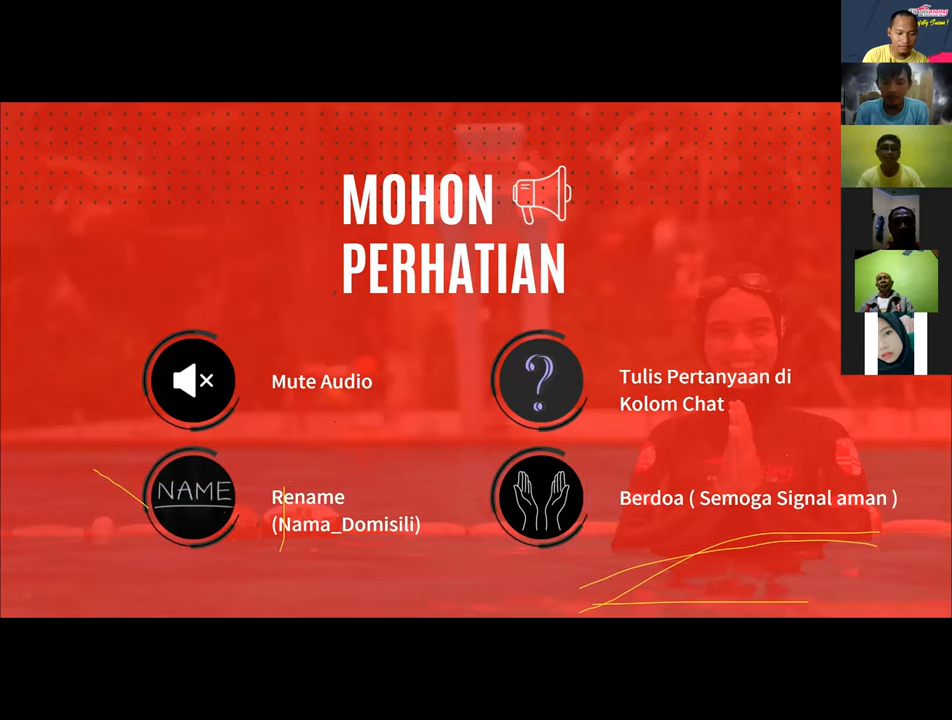 MOHON
PERHATIAN
Mute Audio
Tulis Pertanyaan di
Kolom Chat
NAME
Rename
(Nama_Domisili)
Berdoa ( Semoga Signal aman )